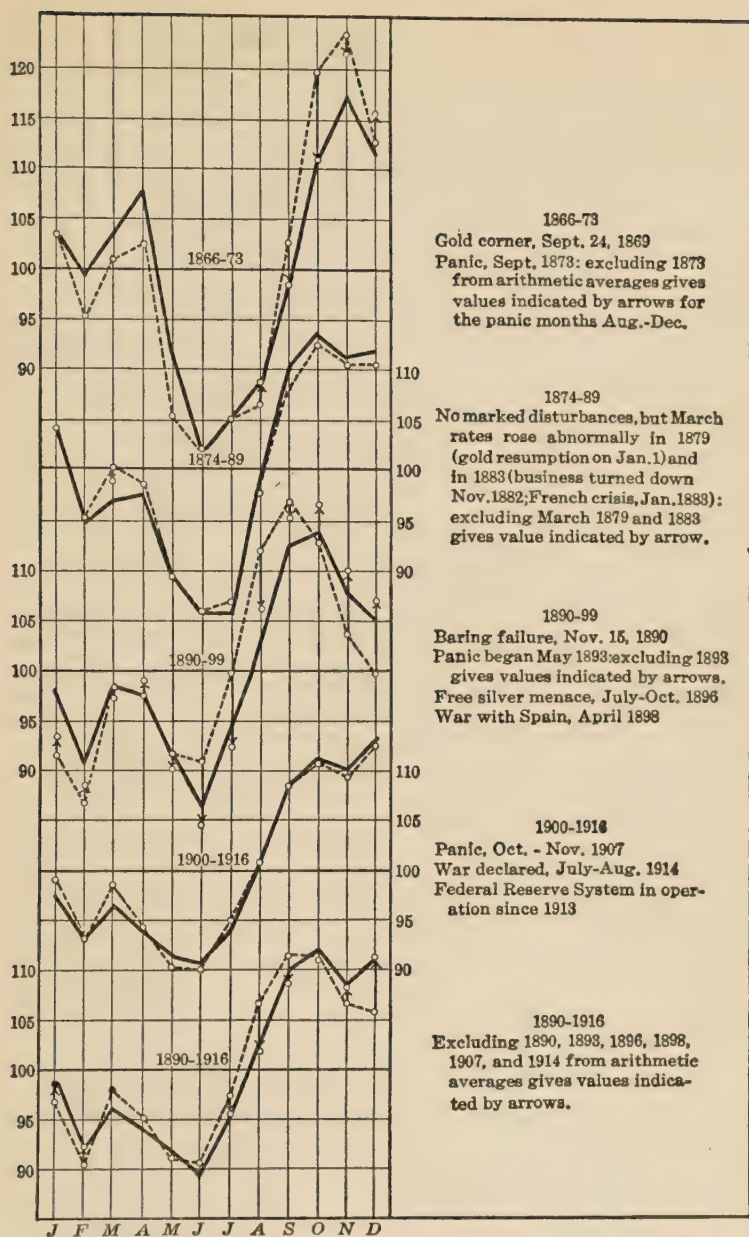 120
115
110
105
100
95
90
110
105
100
95
90
110
105
100
95
90
110
105
100
95
90
110
105
100
95
90
1866-73
1874-89
1890-99
1900-1916
1890-1916
J F M A M J J A S O N D
1866-73
Gold corner, Sept. 24, 1869
Panic, Sept. 1873: excluding 1873
from arithmetic averages gives
values indicated by arrows for
the panic months Aug.-Dec.
1874-89
No marked disturbances, but March
rates rose abnormally in 1879
(gold resumption on Jan.1) and
in 1883 (business turned down
Nov.1882; French crisis, Jan.1883):
excluding March 1879 and 1883
gives value indicated by arrow.
1890-99
Baring failure, Nov. 15, 1890
Panic began May 1893: excluding 1893
gives values indicated by arrows.
Free silver menace, July-Oct. 1896
War with Spain, April 1898
1900-1916
Panic, Oct. - Nov. 1907
War declared, July-Aug. 1914
Federal Reserve System in oper-
ation since 1913
1890-1916
Excluding 1890, 1893, 1896, 1898,
1907, and 1914 from arithmetic
averages gives values indica-
ted by arrows.